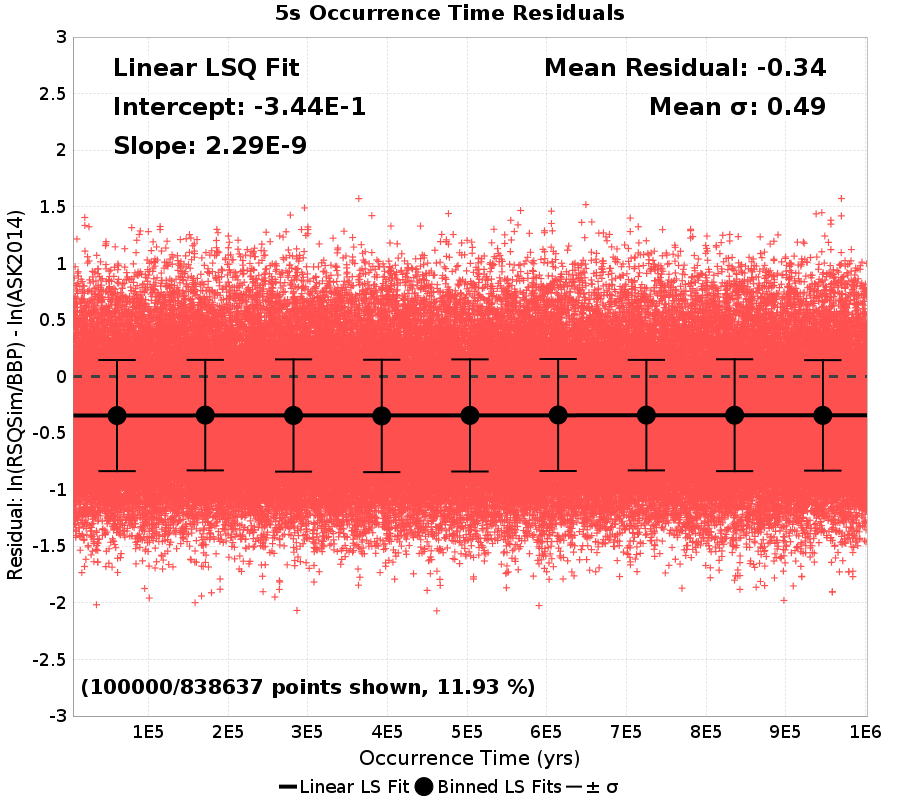 5s Occurrence Time Residuals
Linear LSQ Fit
Intercept: -3.44E-1
Slope: 2.29E-9
Mean Residual: -0.34
Mean σ: 0.49
Residual: ln(RSQSim/BBP) - ln(ASK2014)
3
2.5
2
1.5
1
0.5
0
-0.5
-1
-1.5
-2
-2.5
-3
(100000/838637 points shown, 11.93 %)
1E5 2E5 3E5 4E5 5E5 6E5 7E5 8E5 9E5 1E6
Occurrence Time (yrs)
Linear LS Fit Binned LS Fits ± σ